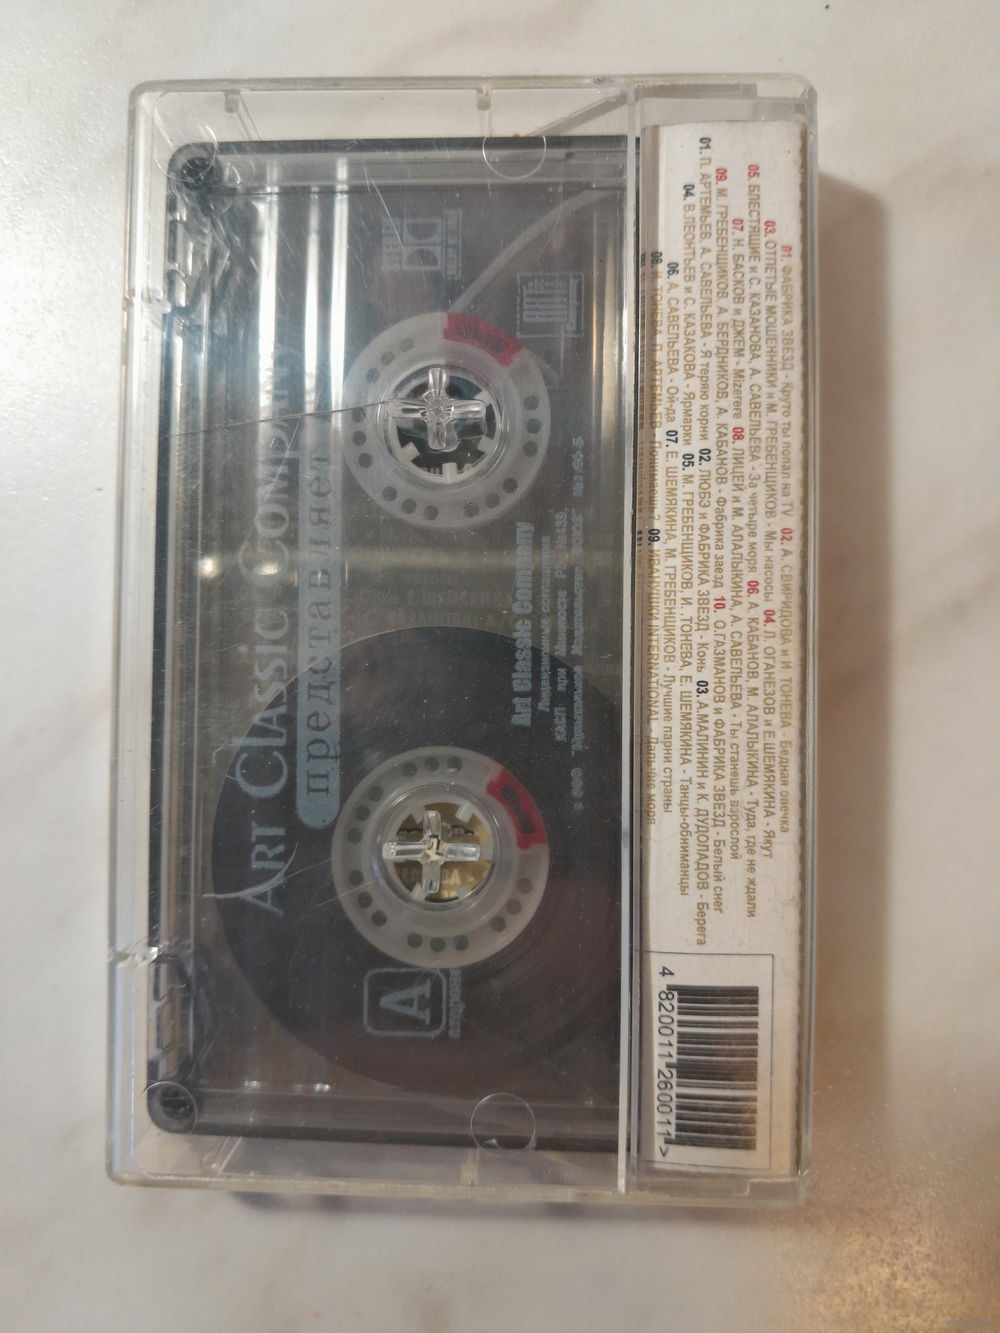 01. ФАБРИКА ЗВЕЗД - Круто ты попал на TV 02. А. СВИРИДОВА и И. ТОНЕВА - Бедная овечка
03. ОТПЕТЫЕ МОШЕННИКИ и М. ГРЕБЕНЩИКОВ - Мы насосы 04. Л. ОГАНЕЗОВ и Е.ШЕМЯКИНА - Якут
05. БЛЕСТЯЩИЕ и С. КАЗАНОВА, А. САВЕЛЬЕВА - За четыре моря 06. А. КАБАНОВ, М. АЛАЛЫКИНА - Туда, где не ждали
07. Н. БАСКОВ и ДЖЕМ - Mizerere 08. ЛИЦЕЙ и М. АЛАЛЫКИНА, А. САВЕЛЬЕВА - Ты станешь взрослой
09. М. ГРЕБЕНЩИКОВ, А. БЕРДНИКОВ, А. КАБАНОВ - Фабрика звезд 10. О.ГАЗМАНОВ и ФАБРИКА ЗВЕЗД - Белый снег
01. П. АРТЕМЬЕВ, А. САВЕЛЬЕВА - Я теряю корни 02. ЛЮБЭ и ФАБРИКА ЗВЕЗД - Конь 03. А.МАЛИНИН и К. ДУДОЛАДОВ - Берега
04. В.ЛЕОНТЬЕВ и С. КАЗАКОВА - Ярмарки 05. М. ГРЕБЕНЩИКОВ, И. ,ТОНЕВА, Е. ШЕМЯКИНА - Танцы-обниманцы
06. А. САВЕЛЬЕВА - Ой-да 07. Е. ШЕМЯКИНА, М. ГРЕБЕНЩИКОВ - Лучшие парни страны
08. И. ТОНЕВА, П. АРТЕМЬЕВ - Понимаешь? 09. ИВАНУШКИ INTERNATIONAL - Дальние моря
4 820011 260011 >
Art Classic Company
ART CLASSIC COMPANY
представляет
A